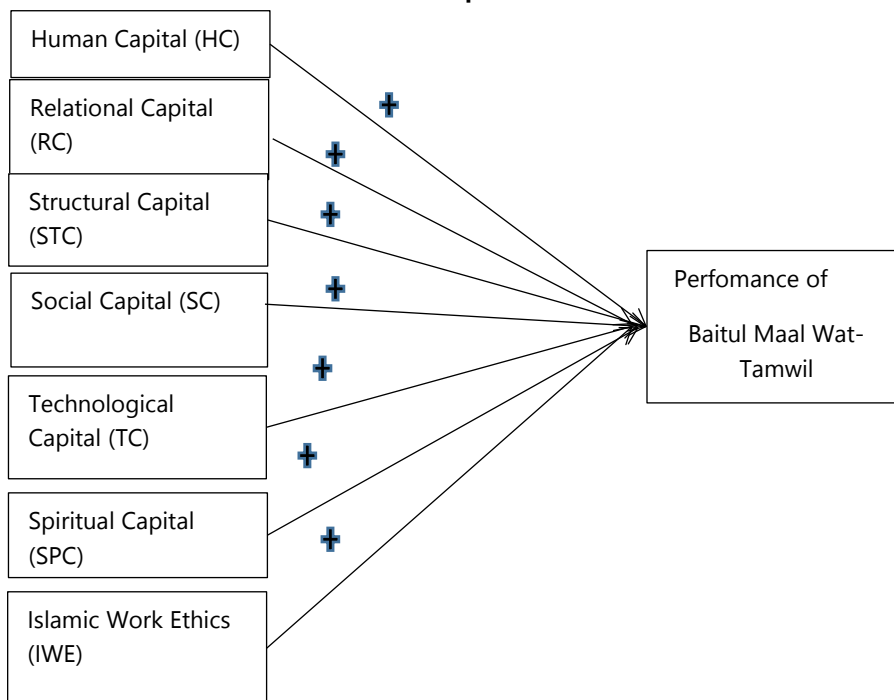 Human Capital (HC)
Relational Capital
(RC)
Structural Capital
(STC)
Social Capital (SC)
Technological
Capital (TC)
Spiritual Capital
(SPC)
Islamic Work Ethics
(IWE)
+
+
+
+
+
+
+
Perfomance of
Baitul Maal Wat-
Tamwil